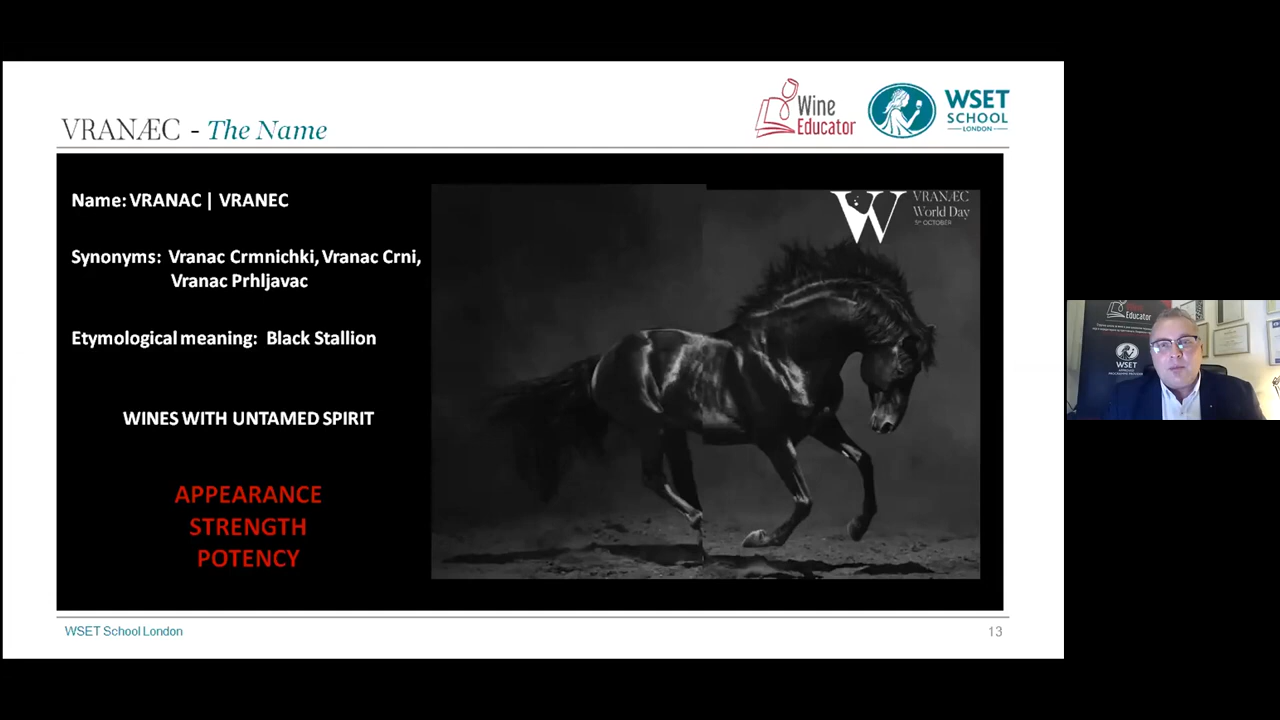 VRANÆC - The Name
Wine
Educator
WSET
SCHOOL
LONDON
Name: VRANAC | VRANEC
Synonyms: Vranac Crmnichki, Vranac Crni,
Vranac Prhljavac
Etymological meaning: Black Stallion
WINES WITH UNTAMED SPIRIT
APPEARANCE
STRENGTH
POTENCY
W
VRANÆC
World Day
5TH OCTOBER
WSET School London
13
Educator
WSET